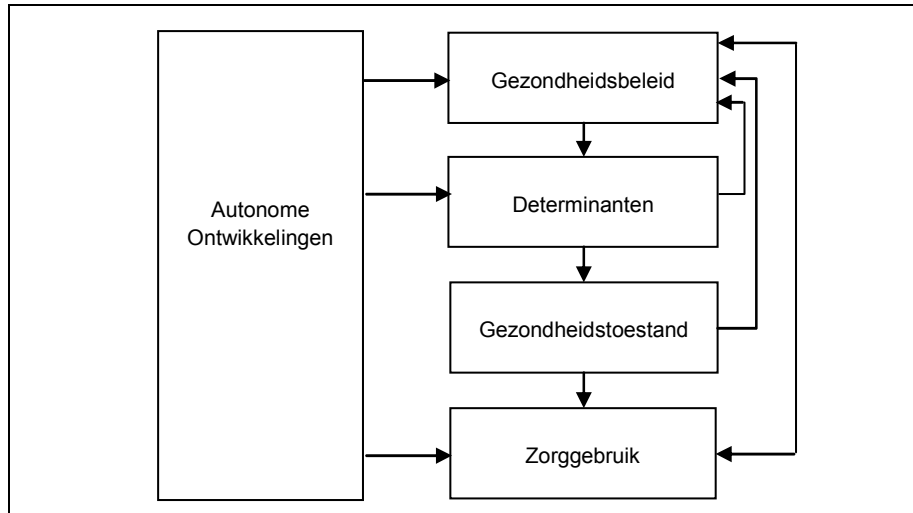 Autonome
Ontwikkelingen
Gezondheidsbeleid
Determinanten
Gezondheidstoestand
Zorggebruik